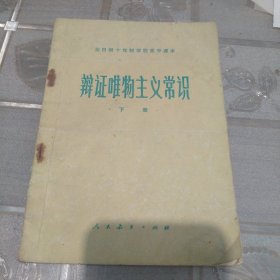 全日制十年制学校高中课本
辩证唯物主义常识
下册
人民教育出版社